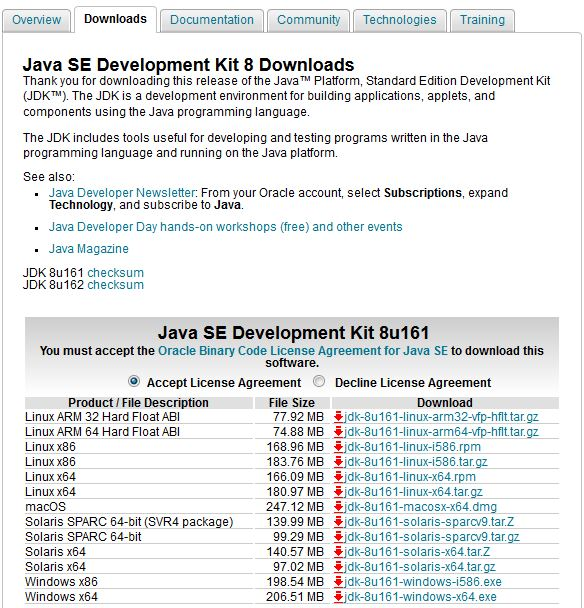 Overview Downloads Documentation Community Technologies Training
Java SE Development Kit 8 Downloads
Thank you for downloading this release of the Java™ Platform, Standard Edition Development Kit
(JDK™). The JDK is a development environment for building applications, applets, and
components using the Java programming language.
The JDK includes tools useful for developing and testing programs written in the Java
programming language and running on the Java platform.
See also:
Java Developer Newsletter: From your Oracle account, select Subscriptions, expand
Technology, and subscribe to Java.
Java Developer Day hands-on workshops (free) and other events
Java Magazine
JDK 8u161 checksum
JDK 8u162 checksum
Java SE Development Kit 8u161
You must accept the Oracle Binary Code License Agreement for Java SE to download this
software.
Accept License Agreement Decline License Agreement
Product / File Description File Size Download
Linux ARM 32 Hard Float ABI 77.92 MB jdk-8u161-linux-arm32-vfp-hflt.tar.gz
Linux ARM 64 Hard Float ABI 74.88 MB jdk-8u161-linux-arm64-vfp-hflt.tar.gz
Linux x86 168.96 MB jdk-8u161-linux-i586.rpm
Linux x86 183.76 MB jdk-8u161-linux-i586.tar.gz
Linux x64 166.09 MB jdk-8u161-linux-x64.rpm
Linux x64 180.97 MB jdk-8u161-linux-x64.tar.gz
macOS 247.12 MB jdk-8u161-macosx-x64.dmg
Solaris SPARC 64-bit (SVR4 package) 139.99 MB jdk-8u161-solaris-sparcv9.tar.Z
Solaris SPARC 64-bit 99.29 MB jdk-8u161-solaris-sparcv9.tar.gz
Solaris x64 140.57 MB jdk-8u161-solaris-x64.tar.Z
Solaris x64 97.02 MB jdk-8u161-solaris-x64.tar.gz
Windows x86 198.54 MB jdk-8u161-windows-i586.exe
Windows x64 206.51 MB jdk-8u161-windows-x64.exe